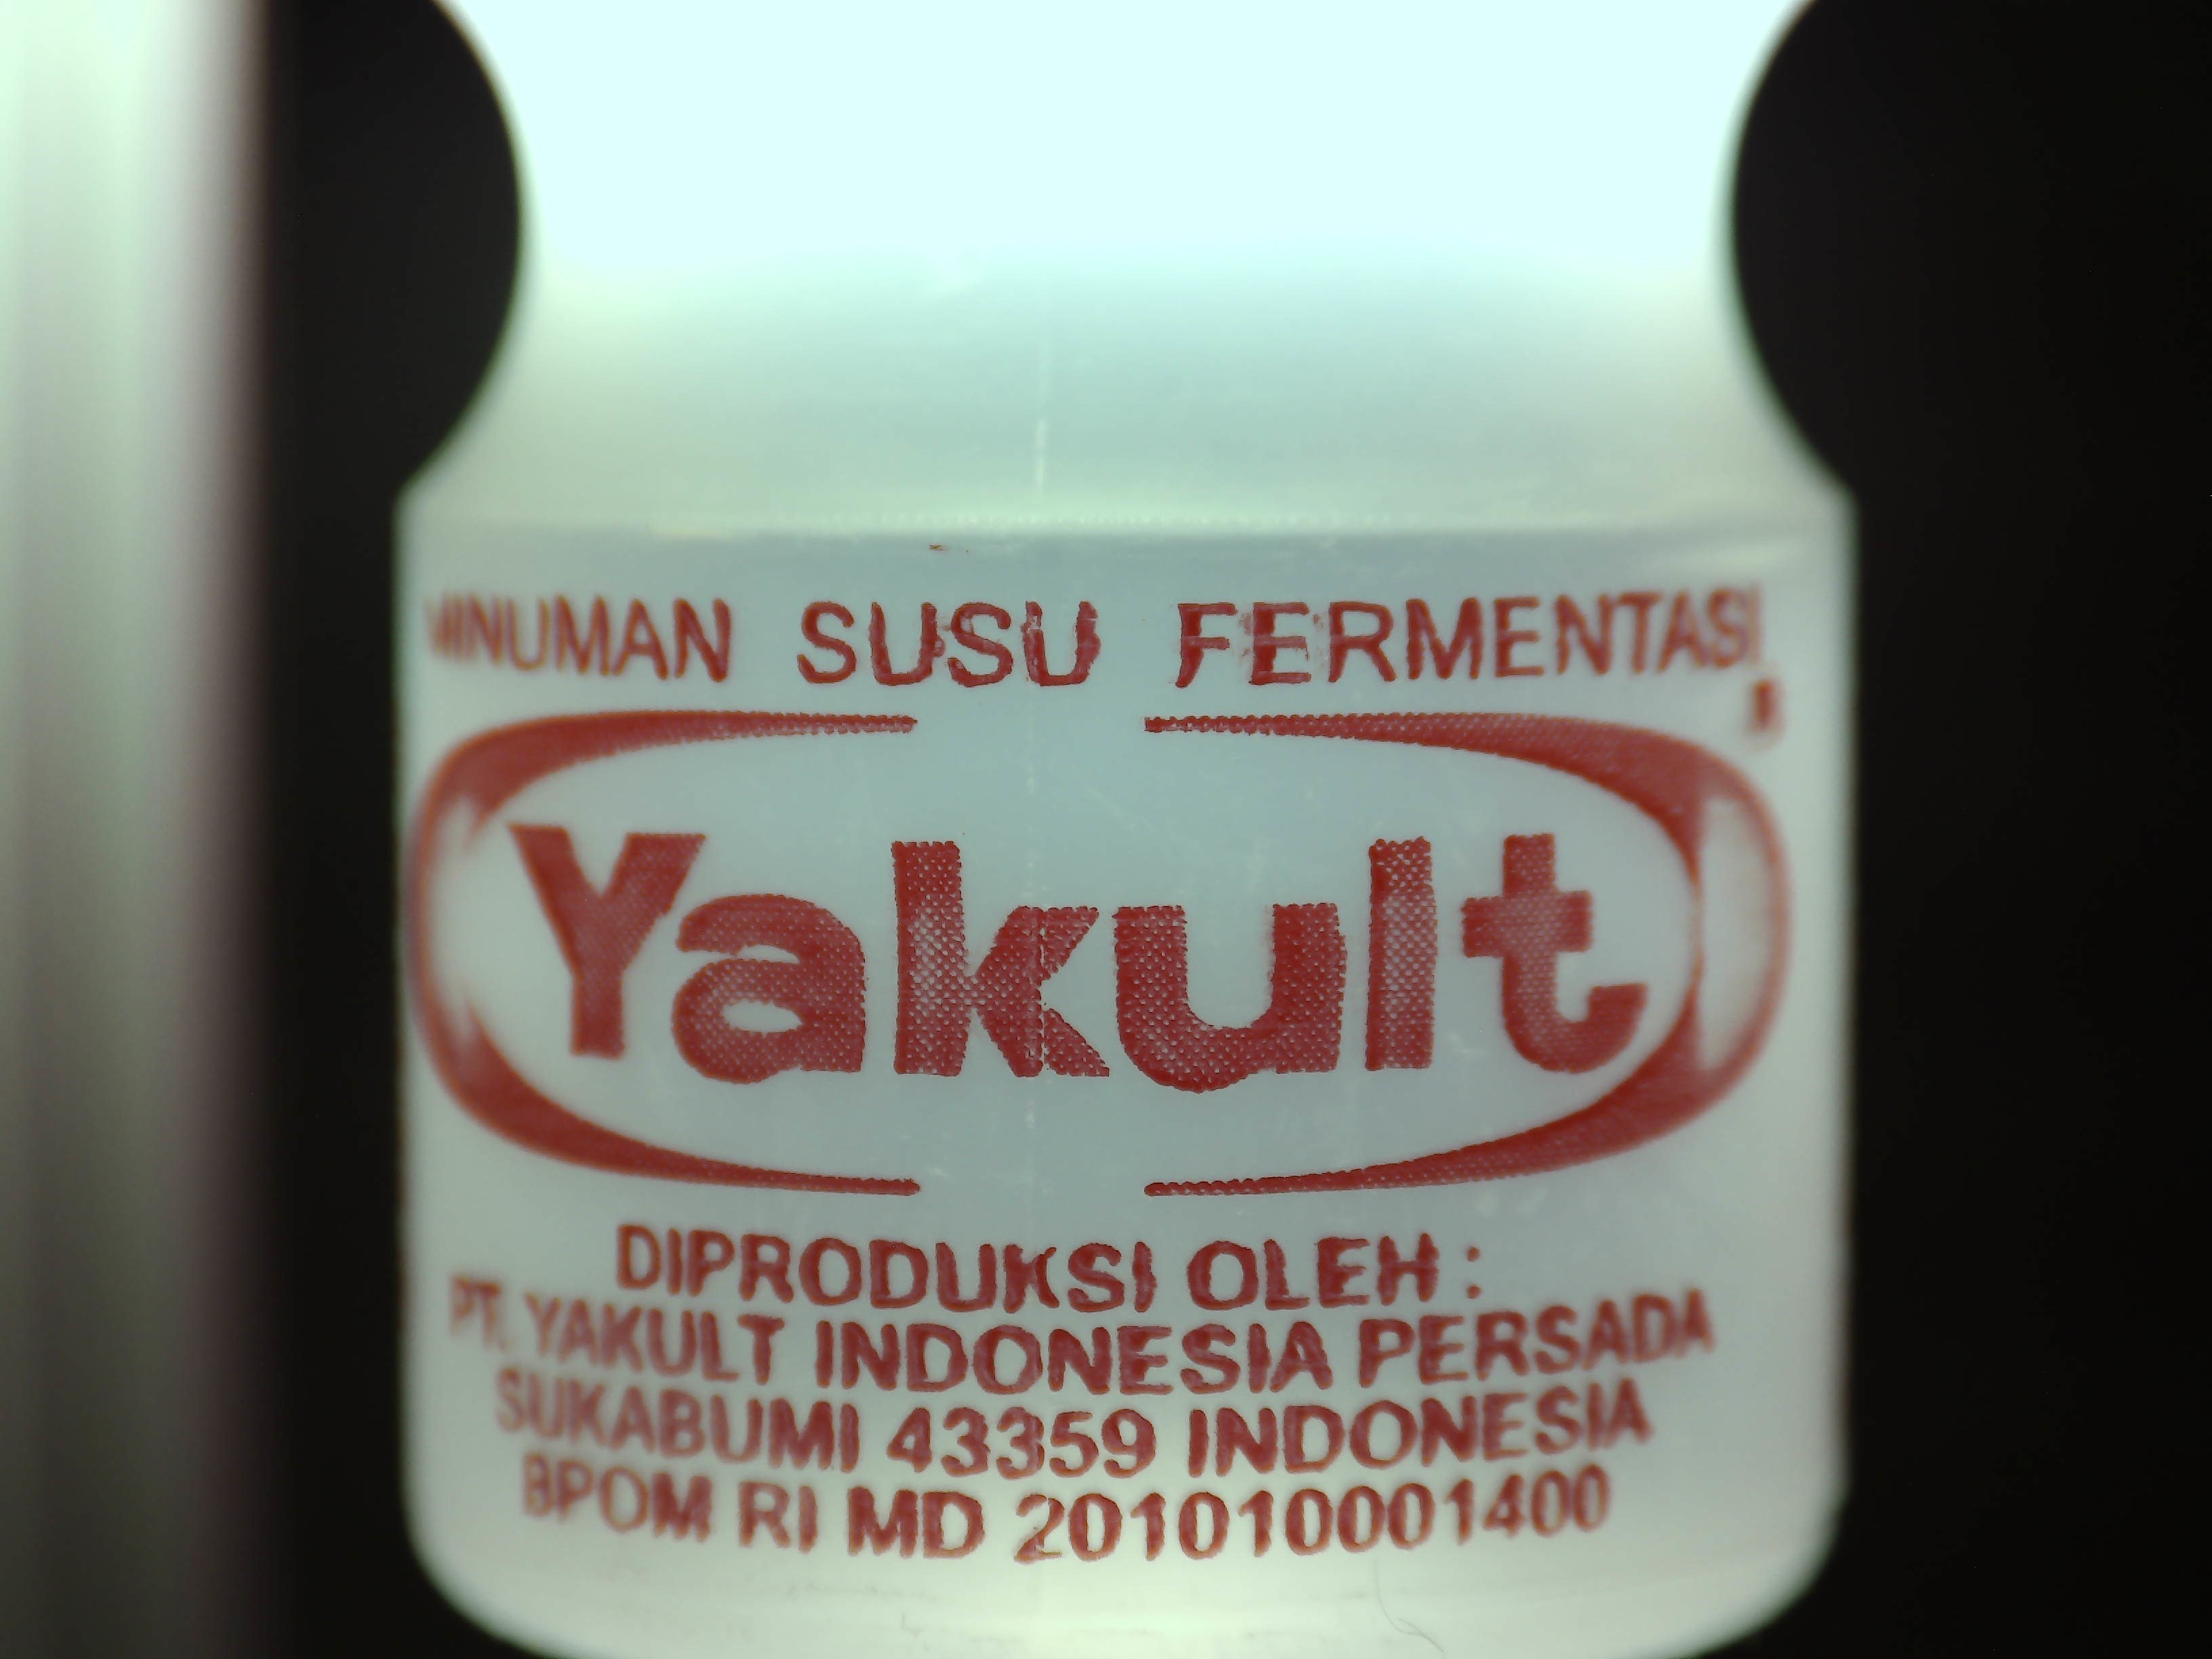 MINUMAN SUSU FERMENTASI
Yakult
DIPRODUKSI OLEH :
PT. YAKULT INDONESIA PERSADA
SUKABUMI 43359 INDONESIA
BPOM RI MD 201010001400